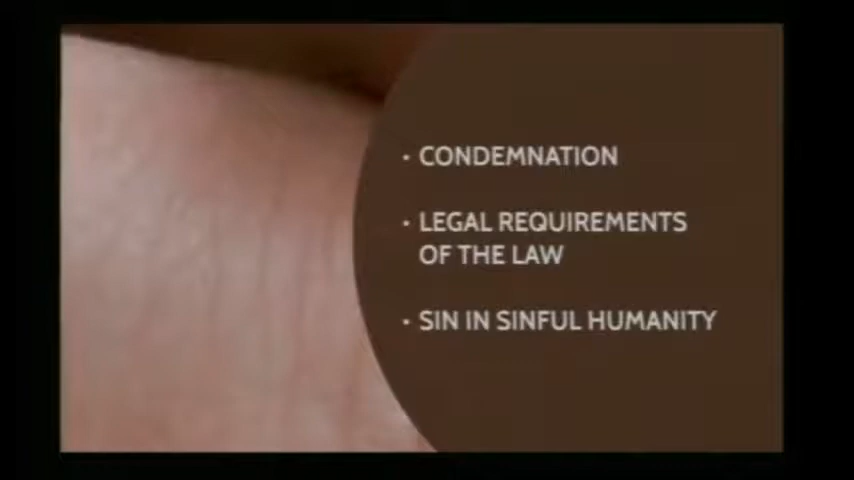 • CONDEMNATION
• LEGAL REQUIREMENTS
OF THE LAW
• SIN IN SINFUL HUMANITY